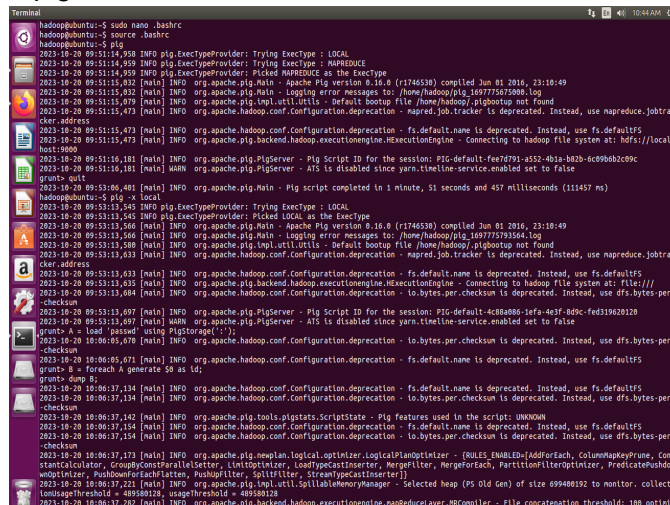 Terminal
En
10:44 AM
hadoop@ubuntu:~$ sudo nano .bashrc
hadoop@ubuntu:~$ source .bashrc
hadoop@ubuntu:~$ pig
2023-10-20 09:51:14,958 INFO pig.ExecTypeProvider: Trying ExecType : LOCAL
2023-10-20 09:51:14,959 INFO pig.ExecTypeProvider: Trying ExecType : MAPREDUCE
2023-10-20 09:51:14,959 INFO pig.ExecTypeProvider: Picked MAPREDUCE as the ExecType
2023-10-20 09:51:15,032 [main] INFO  org.apache.pig.Main - Apache Pig version 0.16.0 (r1746530) compiled Jun 01 2016, 23:10:49
2023-10-20 09:51:15,032 [main] INFO  org.apache.pig.Main - Logging error messages to: /home/hadoop/pig_1697775675008.log
2023-10-20 09:51:15,079 [main] INFO  org.apache.pig.impl.util.Utils - Default bootup file /home/hadoop/.pigbootup not found
2023-10-20 09:51:15,473 [main] INFO  org.apache.hadoop.conf.Configuration.deprecation - mapred.job.tracker is deprecated. Instead, use mapreduce.jobtra
cker.address
2023-10-20 09:51:15,473 [main] INFO  org.apache.hadoop.conf.Configuration.deprecation - fs.default.name is deprecated. Instead, use fs.defaultFS
2023-10-20 09:51:15,473 [main] INFO  org.apache.pig.backend.hadoop.executionengine.HExecutionEngine - Connecting to hadoop file system at: hdfs://local
host:9000
2023-10-20 09:51:16,181 [main] INFO  org.apache.pig.PigServer - Pig Script ID for the session: PIG-default-fee7d791-a552-4b1a-b82b-6c09b6b2c09c
2023-10-20 09:51:16,181 [main] WARN  org.apache.pig.PigServer - ATS is disabled since yarn.timeline-service.enabled set to false
grunt> quit
2023-10-20 09:53:06,401 [main] INFO  org.apache.pig.Main - Pig script completed in 1 minute, 51 seconds and 457 milliseconds (111457 ms)
hadoop@ubuntu:~$ pig -x local
2023-10-20 09:53:13,545 INFO pig.ExecTypeProvider: Trying ExecType : LOCAL
2023-10-20 09:53:13,545 INFO pig.ExecTypeProvider: Picked LOCAL as the ExecType
2023-10-20 09:53:13,566 [main] INFO  org.apache.pig.Main - Apache Pig version 0.16.0 (r1746530) compiled Jun 01 2016, 23:10:49
2023-10-20 09:53:13,566 [main] INFO  org.apache.pig.Main - Logging error messages to: /home/hadoop/pig_1697775793564.log
2023-10-20 09:53:13,580 [main] INFO  org.apache.pig.impl.util.Utils - Default bootup file /home/hadoop/.pigbootup not found
2023-10-20 09:53:13,633 [main] INFO  org.apache.hadoop.conf.Configuration.deprecation - mapred.job.tracker is deprecated. Instead, use mapreduce.jobtra
cker.address
2023-10-20 09:53:13,633 [main] INFO  org.apache.hadoop.conf.Configuration.deprecation - fs.default.name is deprecated. Instead, use fs.defaultFS
2023-10-20 09:53:13,635 [main] INFO  org.apache.pig.backend.hadoop.executionengine.HExecutionEngine - Connecting to hadoop file system at: file:///
2023-10-20 09:53:13,684 [main] INFO  org.apache.hadoop.conf.Configuration.deprecation - io.bytes.per.checksum is deprecated. Instead, use dfs.bytes-per
-checksum
2023-10-20 09:53:13,697 [main] INFO  org.apache.pig.PigServer - Pig Script ID for the session: PIG-default-4c88a086-1efa-4e3f-8d9c-fed319620120
2023-10-20 09:53:13,697 [main] WARN  org.apache.pig.PigServer - ATS is disabled since yarn.timeline-service.enabled set to false
grunt> A = load 'passwd' using PigStorage(':');
2023-10-20 10:06:05,670 [main] INFO  org.apache.hadoop.conf.Configuration.deprecation - io.bytes.per.checksum is deprecated. Instead, use dfs.bytes-per
-checksum
2023-10-20 10:06:05,671 [main] INFO  org.apache.hadoop.conf.Configuration.deprecation - fs.default.name is deprecated. Instead, use fs.defaultFS
grunt> B = foreach A generate $0 as id;
grunt> dump B;
2023-10-20 10:06:37,134 [main] INFO  org.apache.hadoop.conf.Configuration.deprecation - io.bytes.per.checksum is deprecated. Instead, use dfs.bytes-per
-checksum
2023-10-20 10:06:37,134 [main] INFO  org.apache.hadoop.conf.Configuration.deprecation - fs.default.name is deprecated. Instead, use fs.defaultFS
2023-10-20 10:06:37,142 [main] INFO  org.apache.pig.tools.pigstats.ScriptState - Pig features used in the script: UNKNOWN
2023-10-20 10:06:37,154 [main] INFO  org.apache.hadoop.conf.Configuration.deprecation - fs.default.name is deprecated. Instead, use fs.defaultFS
2023-10-20 10:06:37,154 [main] INFO  org.apache.hadoop.conf.Configuration.deprecation - io.bytes.per.checksum is deprecated. Instead, use dfs.bytes-per
-checksum
2023-10-20 10:06:37,173 [main] INFO  org.apache.pig.newplan.logical.optimizer.LogicalPlanOptimizer - {RULES_ENABLED=[AddForEach, ColumnMapKeyPrune, Con
stantCalculator, GroupByConstParallelSetter, LimitOptimizer, LoadTypeCastInserter, MergeFilter, MergeForEach, PartitionFilterOptimizer, PredicatePushdo
wnOptimizer, PushDownForEachFlatten, PushUpFilter, SplitFilter, StreamTypeCastInserter]}
2023-10-20 10:06:37,221 [main] INFO  org.apache.pig.impl.util.SpillableMemoryManager - Selected heap (PS Old Gen) of size 699400192 to monitor. collect
ionUsageThreshold = 489580128, usageThreshold = 489580128
2023-10-20 10:06:37,282 [main] INFO  org.apache.pig.backend.hadoop.executionengine.mapReduceLayer.MRCompiler - File concatenation threshold: 100 optimi